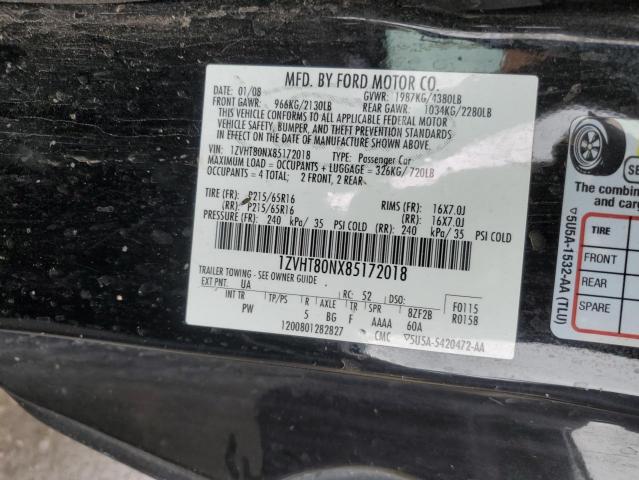 MFD. BY FORD MOTOR CO.
DATE: 01/08 GVWR: 1987KG/4380LB
FRONT GAWR: 966KG/2130LB REAR GAWR: 1034KG/2280LB
THIS VEHICLE CONFORMS TO ALL APPLICABLE FEDERAL MOTOR
VEHICLE SAFETY, BUMPER, AND THEFT PREVENTION STANDARDS
IN EFFECT ON THE DATE OF MANUFACTURE SHOWN ABOVE.
VIN: 1ZVHT80NX85172018 TYPE: Passenger Car
MAXIMUM LOAD = OCCUPANTS + LUGGAGE = 326KG/720LB
OCCUPANTS = 4 TOTAL; 2 FRONT, 2 REAR
TIRE (FR): P215/65R16 RIMS (FR): 16X7.0J
(RR): P215/65R16 (RR): 16X7.0J
PRESSURE (FR): 240 kPa/ 35 PSI COLD (RR): 240 kPa/ 35 PSI COLD
1ZVHT80NX85172018
TRAILER TOWING - SEE OWNER GUIDE
EXT PNT: UA RC: 52 DSO: F0115
INT TR TP/PS R AXLE TR SPR R0158
PW 5 BG F AAAA 8ZF2B
60A
1200801282827 CMC 5U5A-5420472-AA
SE
The combine
and carg
TIRE
FRONT
REAR
SPARE
5U5A-1532-AA (TLU)